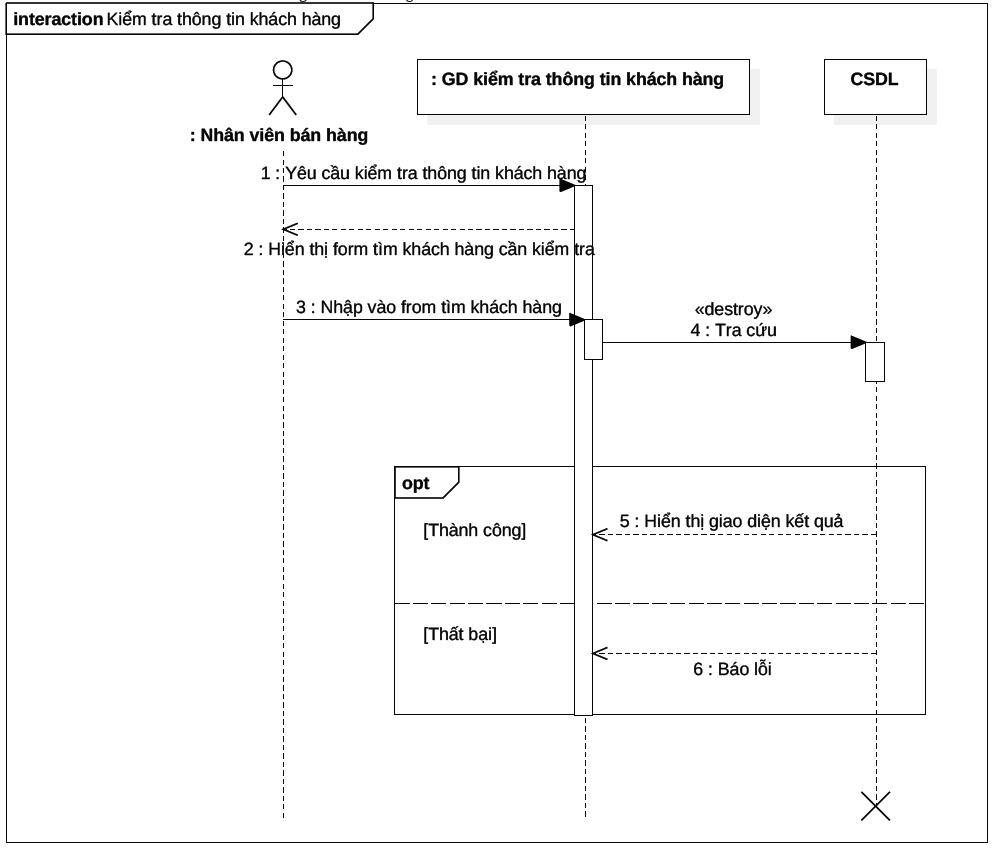 interaction Kiểm tra thông tin khách hàng
: Nhân viên bán hàng
: GD kiểm tra thông tin khách hàng
CSDL
1 : Yêu cầu kiểm tra thông tin khách hàng
2 : Hiển thị form tìm khách hàng cần kiểm tra
3 : Nhập vào from tìm khách hàng
«destroy»
4 : Tra cứu
opt
[Thành công]
5 : Hiển thị giao diện kết quả
[Thất bại]
6 : Báo lỗi